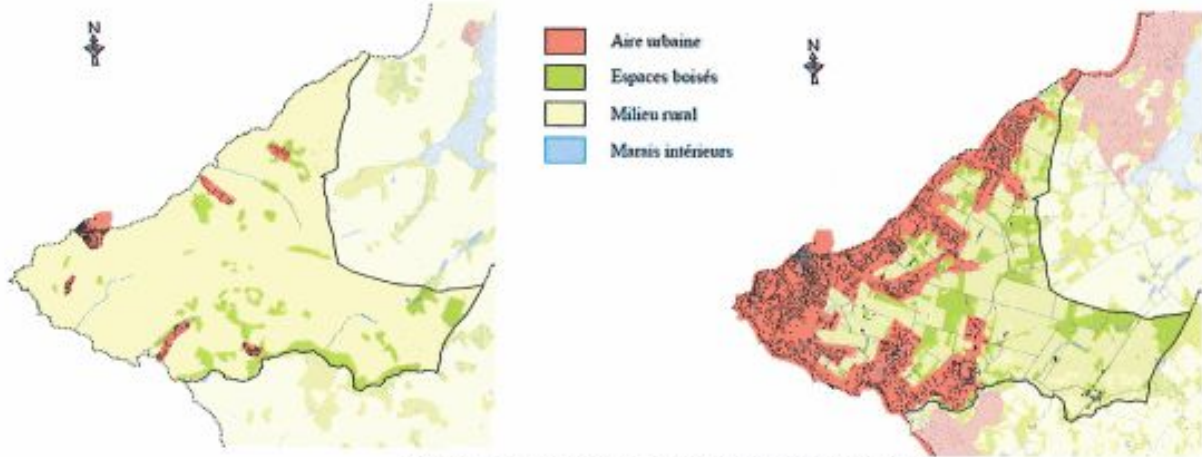 N
Aire urbaine
Espaces boisés
Milieu rural
Marais intérieurs
N